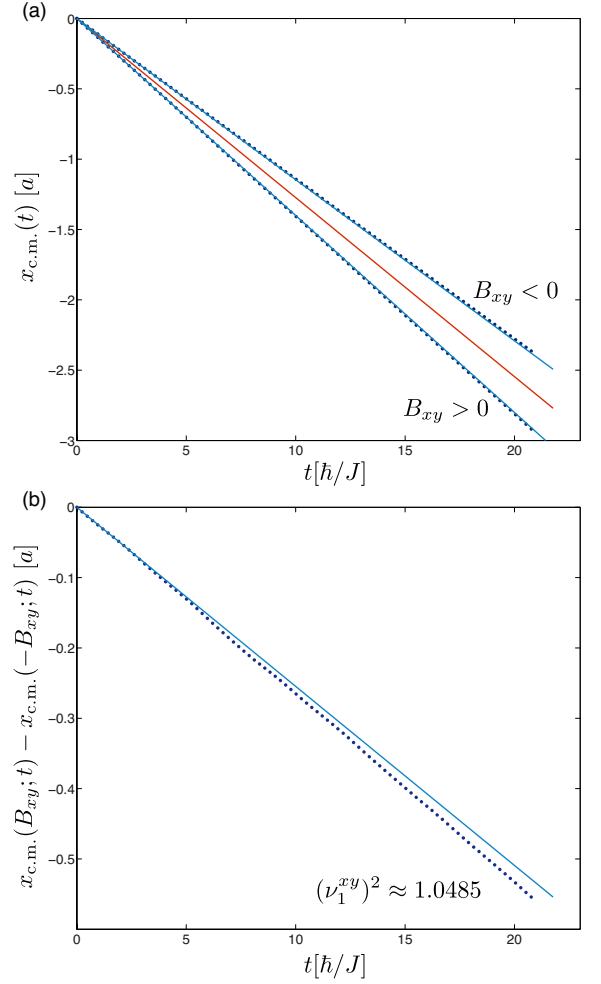 (a)
0
−0.5
−1
−1.5
−2
−2.5
−3
x_{c.m.}(t) [a]
B_{xy} < 0
B_{xy} > 0
0 5 10 15 20
t[ħ/J]
(b)
0
−0.1
−0.2
−0.3
−0.4
−0.5
x_{c.m.}(B_{xy};t) − x_{c.m.}(−B_{xy};t) [a]
(ν_1^{xy})^2 ≈ 1.0485
0 5 10 15 20
t[ħ/J]